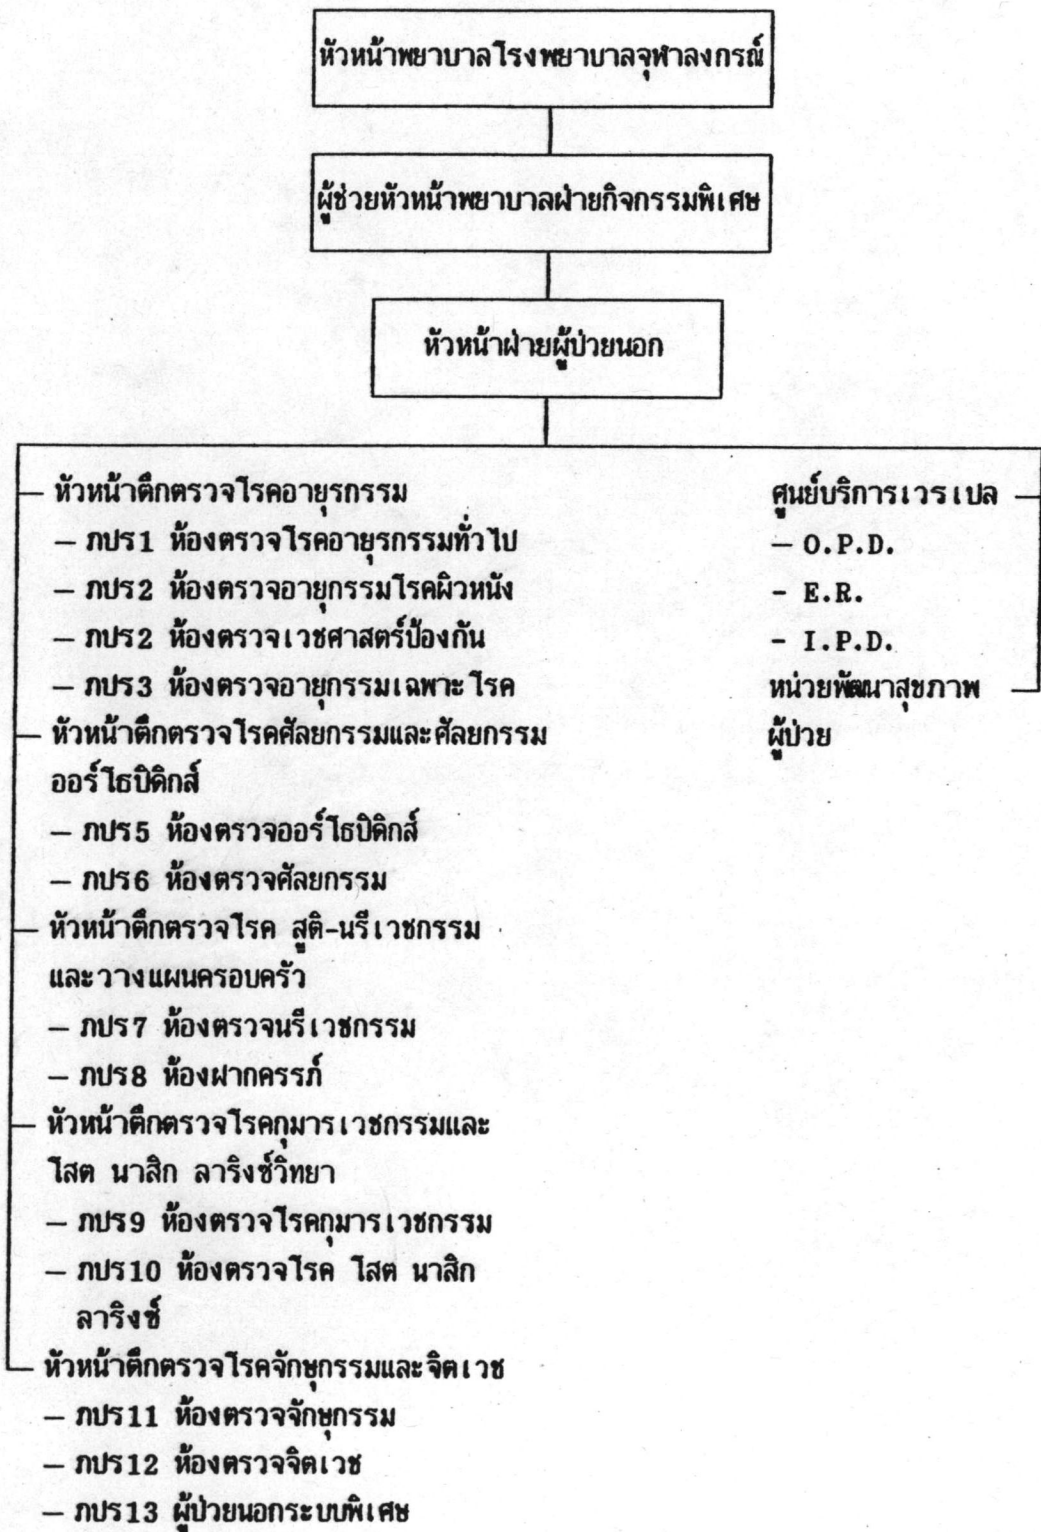 หัวหน้าพยาบาลโรงพยาบาลจุฬาลงกรณ์
ผู้ช่วยหัวหน้าพยาบาลฝ่ายกิจกรรมพิเศษ
หัวหน้าฝ่ายผู้ป่วยนอก
หัวหน้าตึกตรวจโรคอายุรกรรม
— ภปร1 ห้องตรวจโรคอายุรกรรมทั่วไป
— ภปร2 ห้องตรวจอายุกรรมโรคผิวหนัง
— ภปร2 ห้องตรวจเวชศาสตร์ป้องกัน
— ภปร3 ห้องตรวจอายุกรรมเฉพาะโรค
หัวหน้าตึกตรวจโรคศัลยกรรมและศัลยกรรม
ออร์โธปิดิกส์
— ภปร5 ห้องตรวจออร์โธปิดิกส์
— ภปร6 ห้องตรวจศัลยกรรม
หัวหน้าตึกตรวจโรค สูติ-นรีเวชกรรม
และวางแผนครอบครัว
— ภปร7 ห้องตรวจนรีเวชกรรม
— ภปร8 ห้องฝากครรภ์
หัวหน้าตึกตรวจโรคกุมารเวชกรรมและ
โสต นาสิก ลาริงซ์วิทยา
— ภปร9 ห้องตรวจโรคกุมารเวชกรรม
— ภปร10 ห้องตรวจโรค โสต นาสิก
ลาริงซ์
หัวหน้าตึกตรวจโรคจักษุกรรมและจิตเวช
— ภปร11 ห้องตรวจจักษุกรรม
— ภปร12 ห้องตรวจจิตเวช
— ภปร13 ผู้ป่วยนอกระบบพิเศษ
ศูนย์บริการเวรเปล
— O.P.D.
- E.R.
- I.P.D.
หน่วยพัฒนาสุขภาพ
ผู้ป่วย